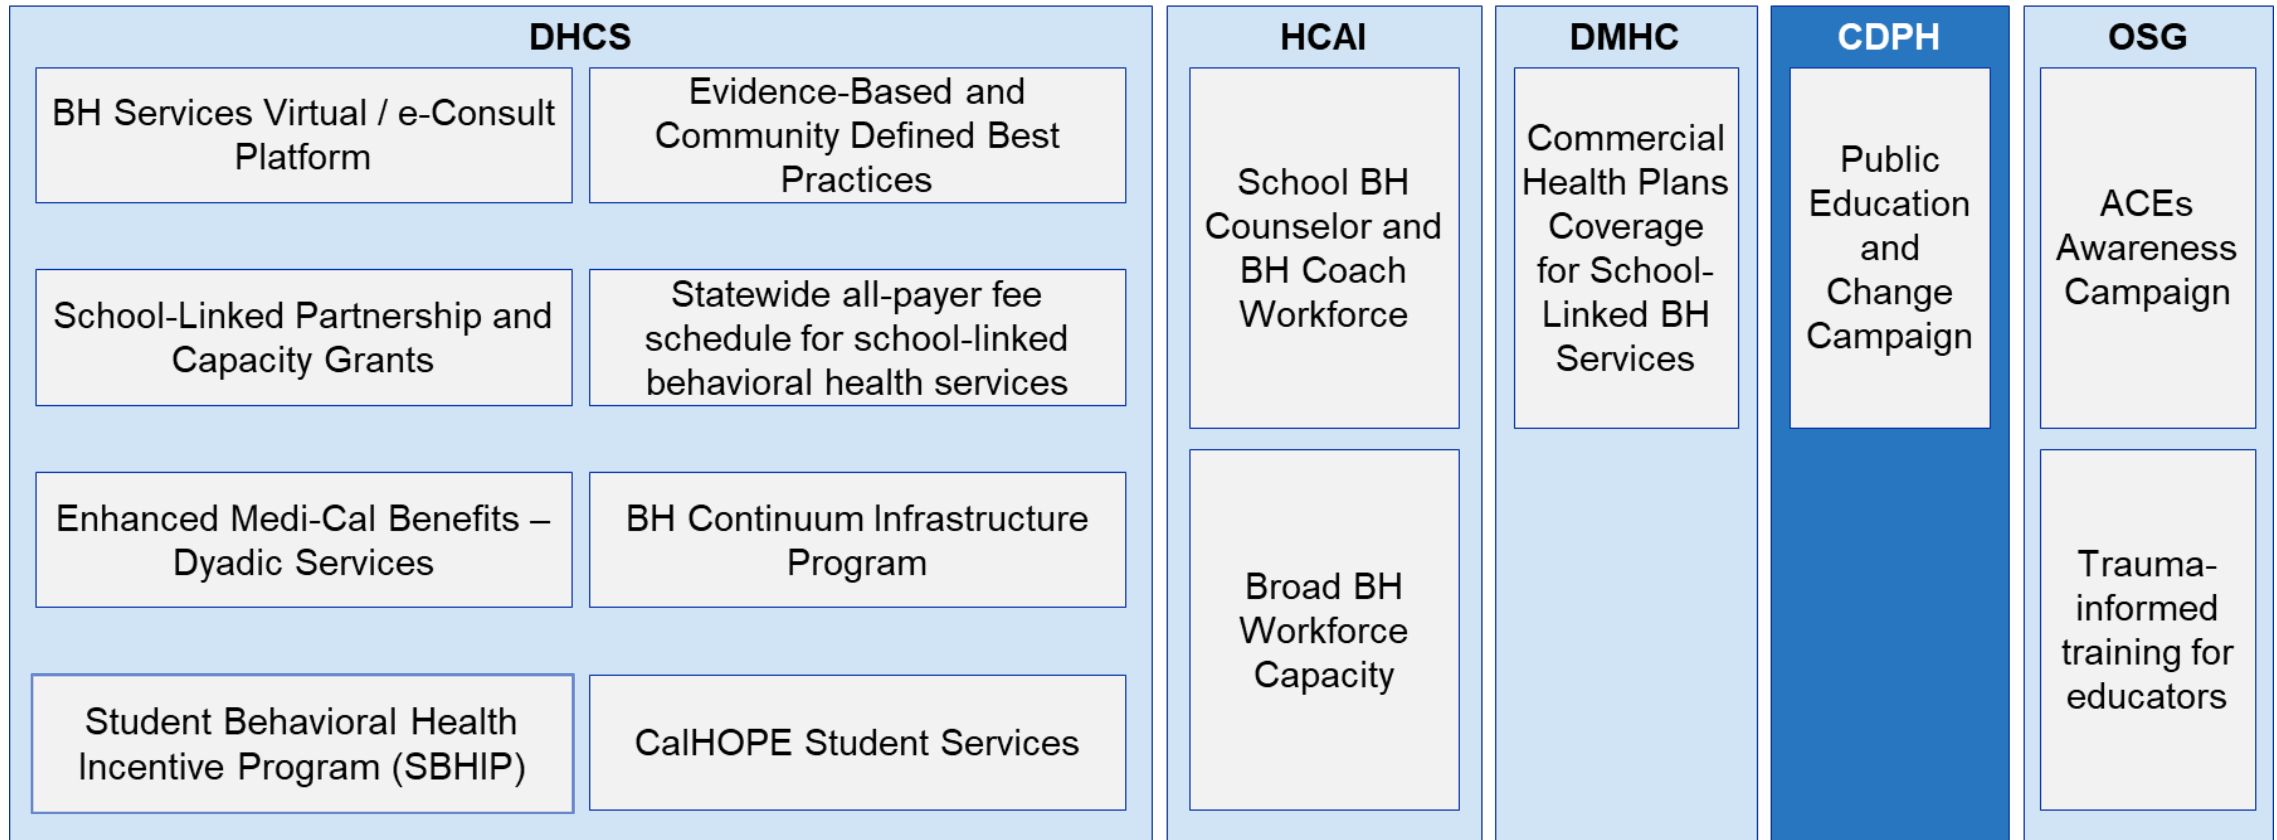 DHCS
BH Services Virtual / e-Consult
Platform
Evidence-Based and
Community Defined Best
Practices
School-Linked Partnership and
Capacity Grants
Statewide all-payer fee
schedule for school-linked
behavioral health services
Enhanced Medi-Cal Benefits –
Dyadic Services
BH Continuum Infrastructure
Program
Student Behavioral Health
Incentive Program (SBHIP)
CalHOPE Student Services
HCAI
School BH
Counselor and
BH Coach
Workforce
Broad BH
Workforce
Capacity
DMHC
Commercial
Health Plans
Coverage
for School-
Linked BH
Services
CDPH
Public
Education
and
Change
Campaign
OSG
ACEs
Awareness
Campaign
Trauma-
informed
training for
educators